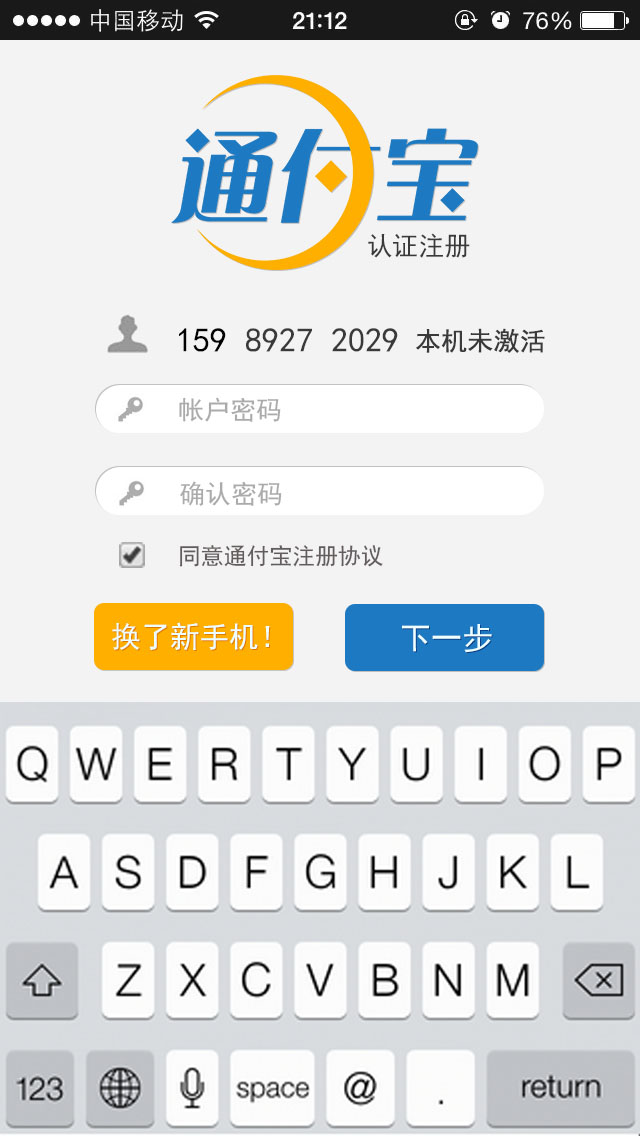 中国移动 21:12 76%
通付宝
认证注册
159 8927 2029 本机未激活
帐户密码
确认密码
同意通付宝注册协议
换了新手机! 下一步
Q W E R T Y U I O P
A S D F G H J K L
Z X C V B N M
123 space @ . return